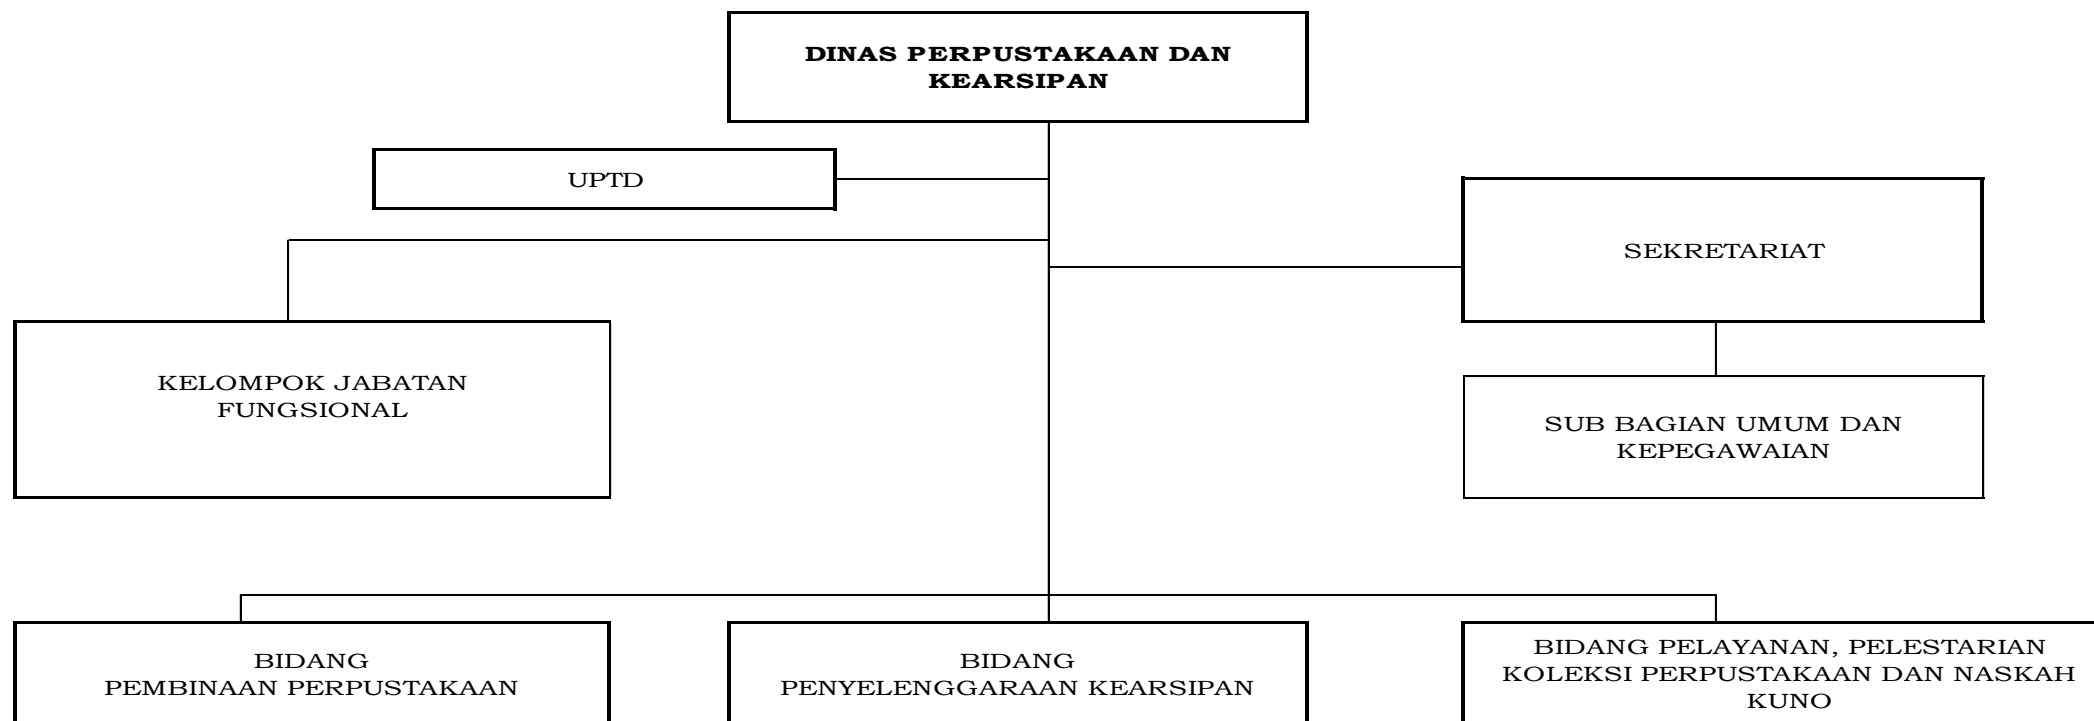 DINAS PERPUSTAKAAN DAN
KEARSIPAN
UPTD
SEKRETARIAT
KELOMPOK JABATAN
FUNGSIONAL
SUB BAGIAN UMUM DAN
KEPEGAWAIAN
BIDANG
PEMBINAAN PERPUSTAKAAN
BIDANG
PENYELENGGARAAN KEARSIPAN
BIDANG PELAYANAN, PELESTARIAN
KOLEKSI PERPUSTAKAAN DAN NASKAH
KUNO